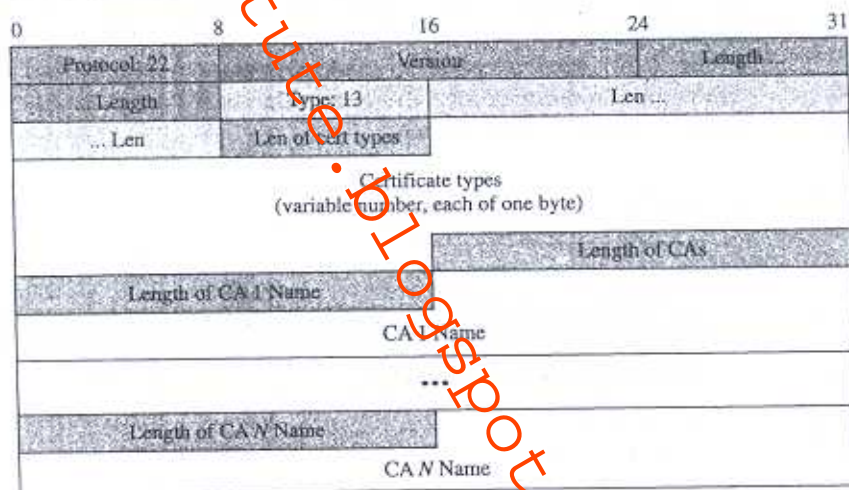 0 8 16 24 31
Protocol: 22 Version Length ...
... Length Type: 13 Len ...
... Len Len of cert types
Certificate types
(variable number, each of one byte)
Length of CAs
Length of CA 1 Name
CA 1 Name
...
Length of CA N Name
CA N Name
cute.blogspot